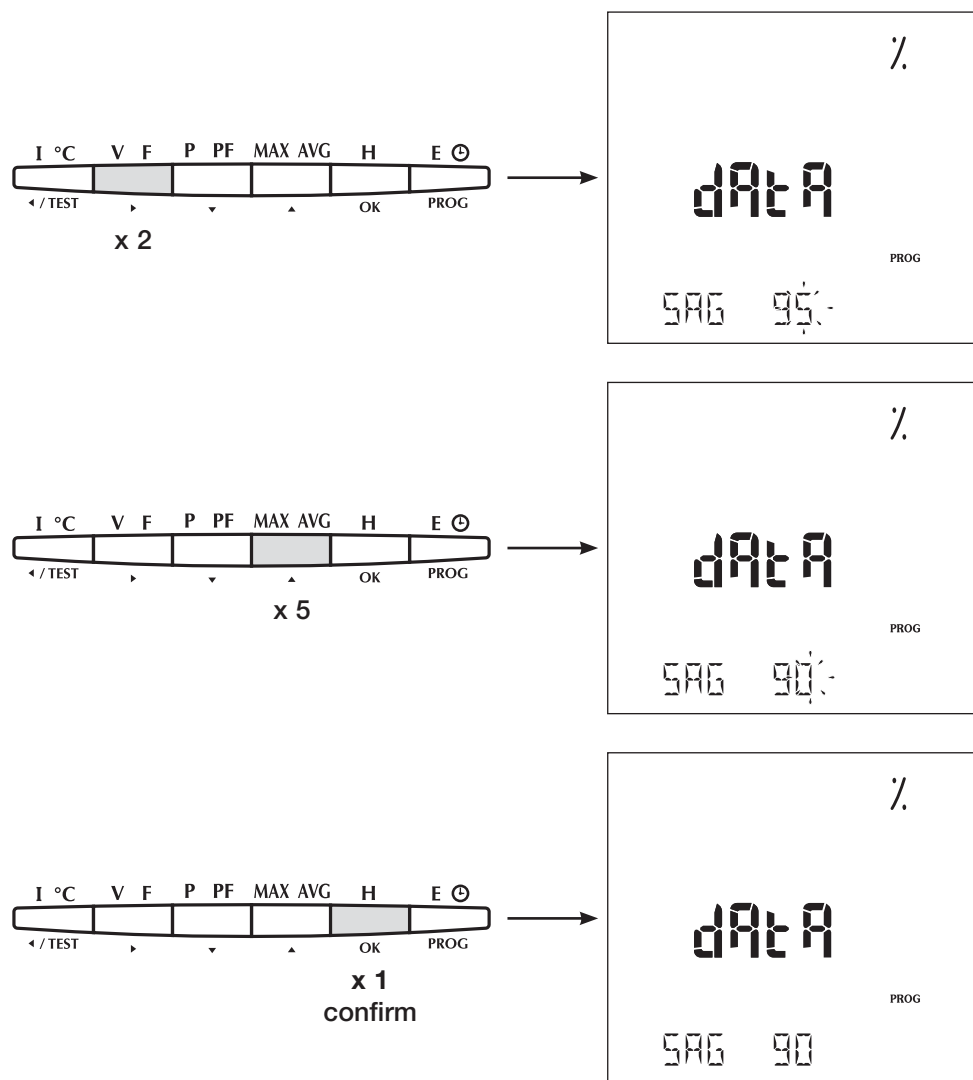 %
I °C V F P PF MAX AVG H E
dAtA
◂ / TEST ▸ ▾ ▴ OK PROG
PROG
x 2
SAG 95
%
I °C V F P PF MAX AVG H E
dAtA
◂ / TEST ▸ ▾ ▴ OK PROG
x 5
PROG
SAG 90
%
I °C V F P PF MAX AVG H E
dAtA
◂ / TEST ▸ ▾ ▴ OK PROG
x 1
confirm
PROG
SAG 90